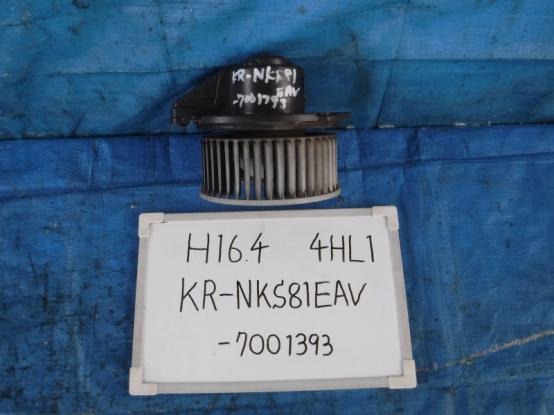 KR-NKS81
EAV
-7001393
H16.4 4HL1
KR-NKS81EAV
-7001393